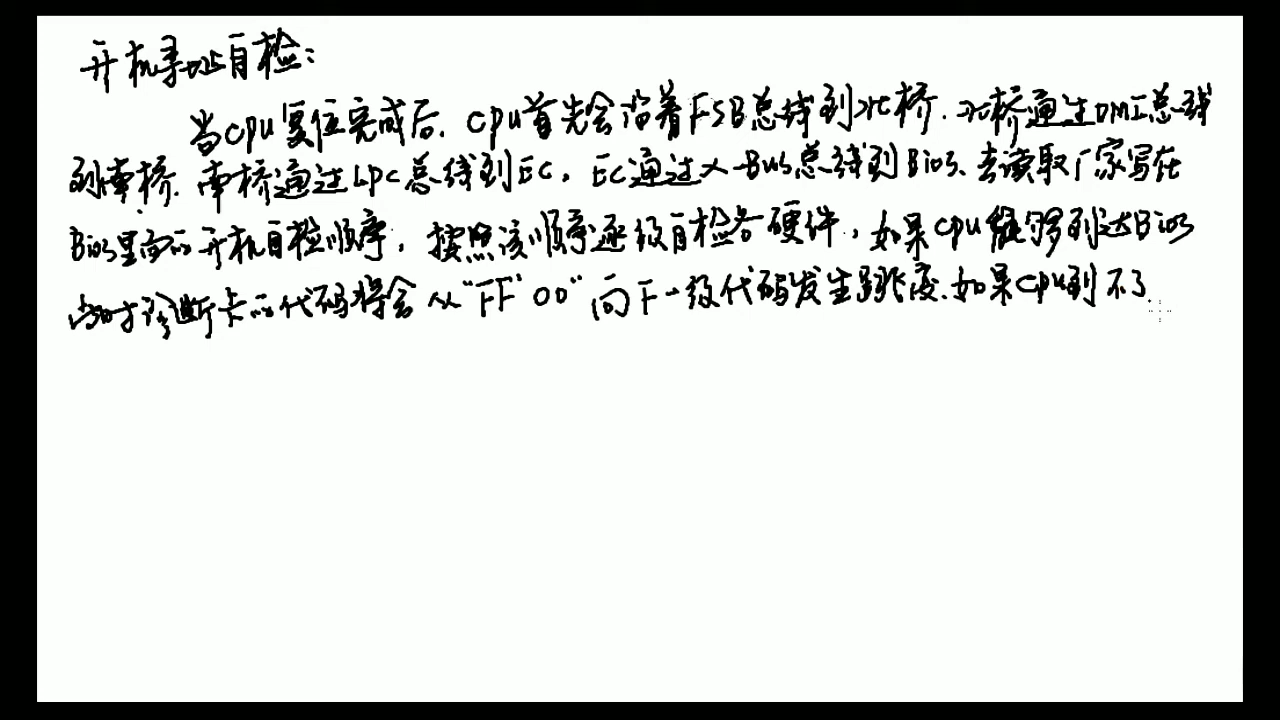 开机寻址自检:
当CPU复位完成后.CPU首先会沿着FSB总线到北桥.北桥通过DMI总线
到南桥.南桥通过LPC总线到EC,EC通过X-Bus总线到Bios、去读取厂家写在
Bios里面的开机自检顺序,按照该顺序逐级自检各硬件,如果CPU能够到达Bios
此时诊断卡的代码将会从"FF""00"向下一级代码发生跳变.如果CPU到不了